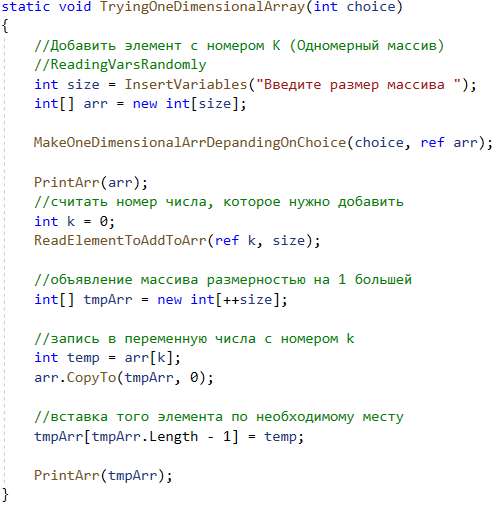 static void TryingOneDimensionalArray(int choice)
{
//Добавить элемент с номером K (Одномерный массив)
//ReadingVarsRandomly
int size = InsertVariables("Введите размер массива ");
int[] arr = new int[size];
MakeOneDimensionalArrDepandingOnChoice(choice, ref arr);
PrintArr(arr);
//считать номер числа, которое нужно добавить
int k = 0;
ReadElementToAddToArr(ref k, size);
//объявление массива размерностью на 1 большей
int[] tmpArr = new int[++size];
//запись в переменную числа с номером k
int temp = arr[k];
arr.CopyTo(tmpArr, 0);
//вставка того элемента по необходимому месту
tmpArr[tmpArr.Length - 1] = temp;
PrintArr(tmpArr);
}